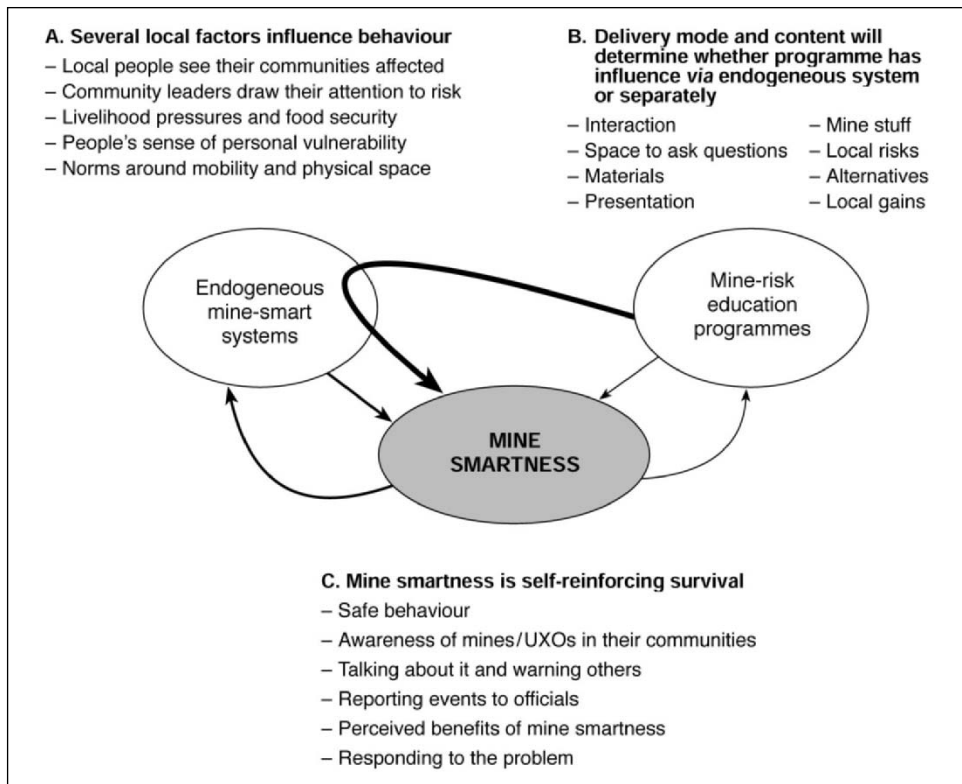 A. Several local factors influence behaviour
– Local people see their communities affected
– Community leaders draw their attention to risk
– Livelihood pressures and food security
– People's sense of personal vulnerability
– Norms around mobility and physical space
B. Delivery mode and content will
determine whether programme has
influence via endogeneous system
or separately
– Interaction
– Space to ask questions
– Materials
– Presentation
– Mine stuff
– Local risks
– Alternatives
– Local gains
Endogeneous
mine-smart
systems
Mine-risk
education
programmes
MINE
SMARTNESS
C. Mine smartness is self-reinforcing survival
– Safe behaviour
– Awareness of mines/UXOs in their communities
– Talking about it and warning others
– Reporting events to officials
– Perceived benefits of mine smartness
– Responding to the problem